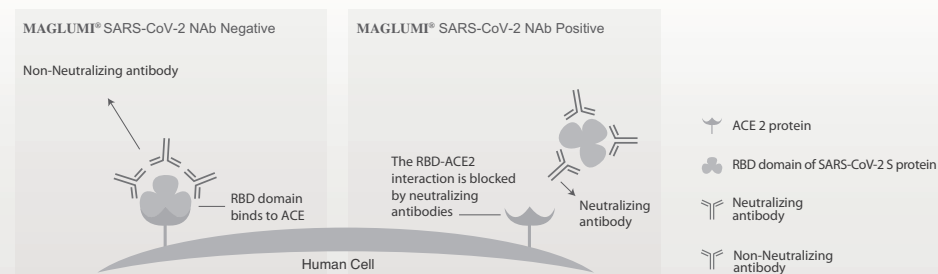 MAGLUMI® SARS-CoV-2 NAb Negative
Non-Neutralizing antibody
RBD domain
binds to ACE
MAGLUMI® SARS-CoV-2 NAb Positive
The RBD-ACE2
interaction is blocked
by neutralizing
antibodies
Neutralizing
antibody
Human Cell
ACE 2 protein
RBD domain of SARS-CoV-2 S protein
Neutralizing
antibody
Non-Neutralizing
antibody